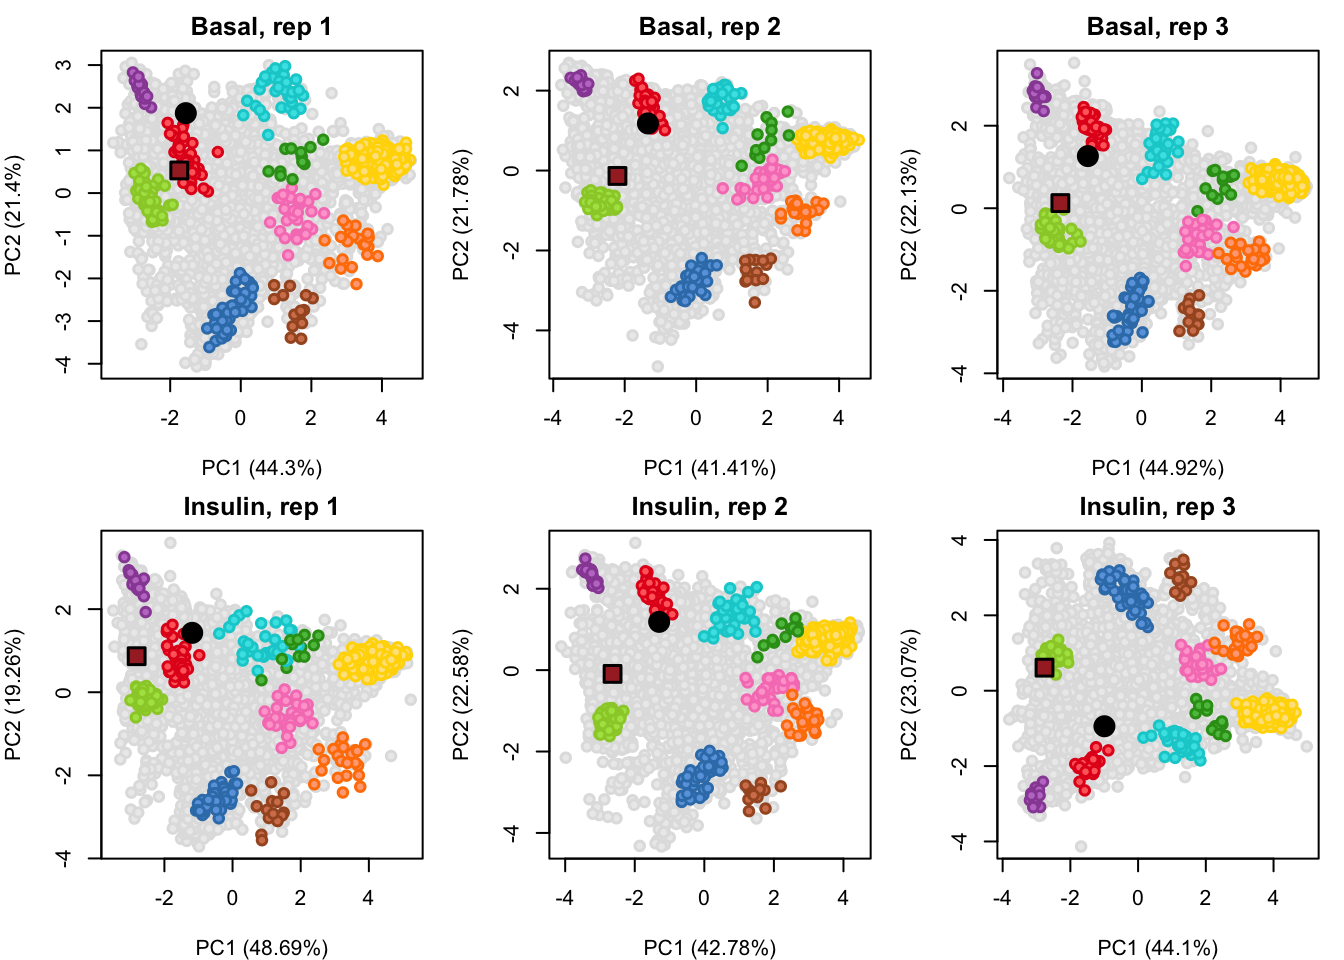 Basal, rep 1
PC2 (21.4%)
3
2
1
0
-1
-2
-3
-4
-2 0 2 4
PC1 (44.3%)
Basal, rep 2
PC2 (21.78%)
2
0
-2
-4
-4 -2 0 2 4
PC1 (41.41%)
Basal, rep 3
PC2 (22.13%)
2
0
-2
-4
-4 -2 0 2 4
PC1 (44.92%)
Insulin, rep 1
PC2 (19.26%)
2
0
-2
-4
-2 0 2 4
PC1 (48.69%)
Insulin, rep 2
PC2 (22.58%)
2
0
-2
-4
-4 -2 0 2 4
PC1 (42.78%)
Insulin, rep 3
PC2 (23.07%)
4
2
0
-2
-4
-4 -2 0 2 4
PC1 (44.1%)